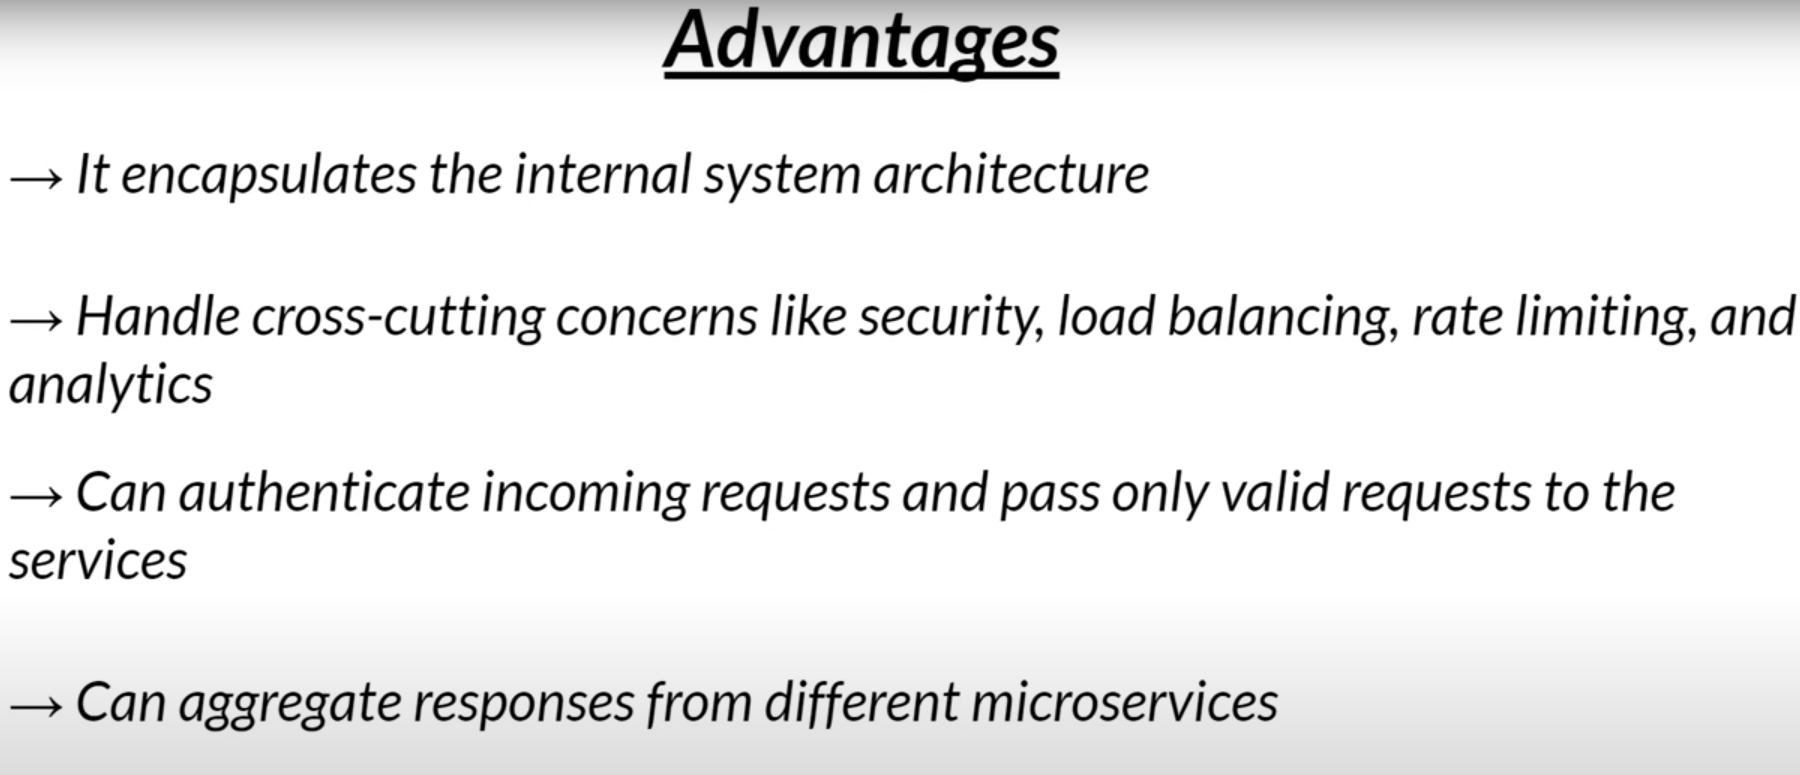 Advantages
→ It encapsulates the internal system architecture
→ Handle cross-cutting concerns like security, load balancing, rate limiting, and
analytics
→ Can authenticate incoming requests and pass only valid requests to the
services
→ Can aggregate responses from different microservices